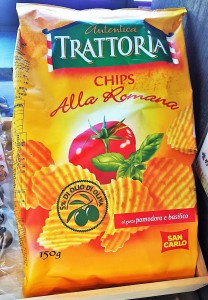 Autentica
TRATTORIA
CHIPS
Alla Romana
5% DI OLIO DI OLIVA
al gusto pomodoro e basilico
150g
SAN
CARLO